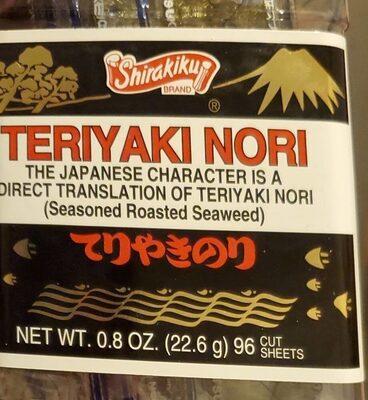 Shirakiku
BRAND
®
TERIYAKI NORI
THE JAPANESE CHARACTER IS A
DIRECT TRANSLATION OF TERIYAKI NORI
(Seasoned Roasted Seaweed)
てりやきのり
NET WT. 0.8 OZ. (22.6 g) 96 CUT SHEETS